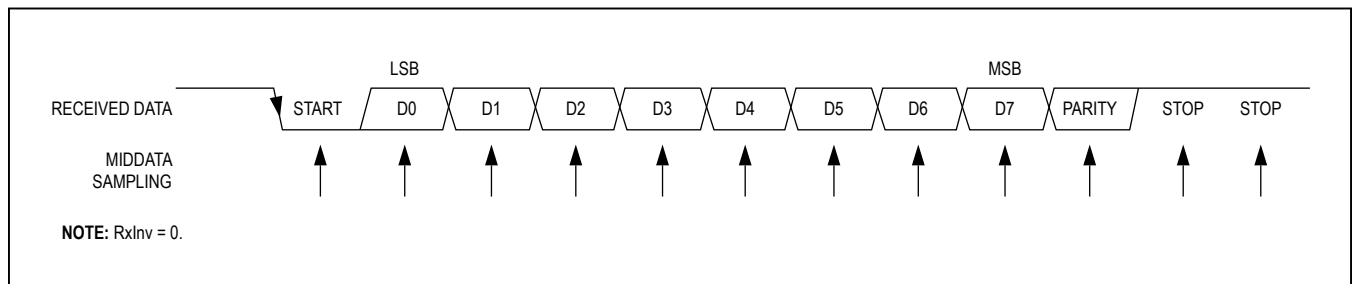 LSB MSB
RECEIVED DATA START D0 D1 D2 D3 D4 D5 D6 D7 PARITY STOP STOP
MIDDATA
SAMPLING
NOTE: RxInv = 0.